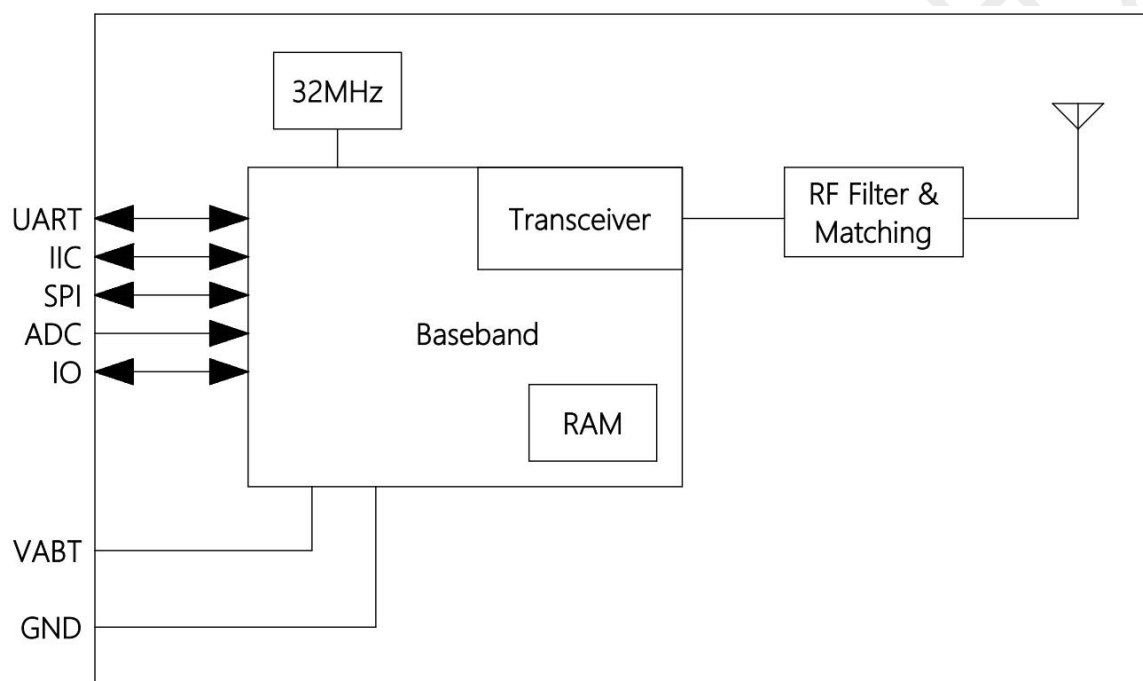 32MHz
Transceiver
RF Filter &
Matching
UART
IIC
SPI
ADC
IO
Baseband
RAM
VABT
GND